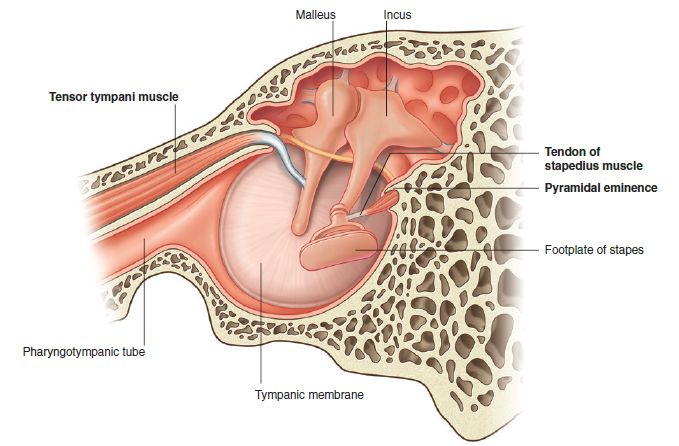 Malleus
Incus
Tensor tympani muscle
Tendon of
stapedius muscle
Pyramidal eminence
Footplate of stapes
Pharyngotympanic tube
Tympanic membrane